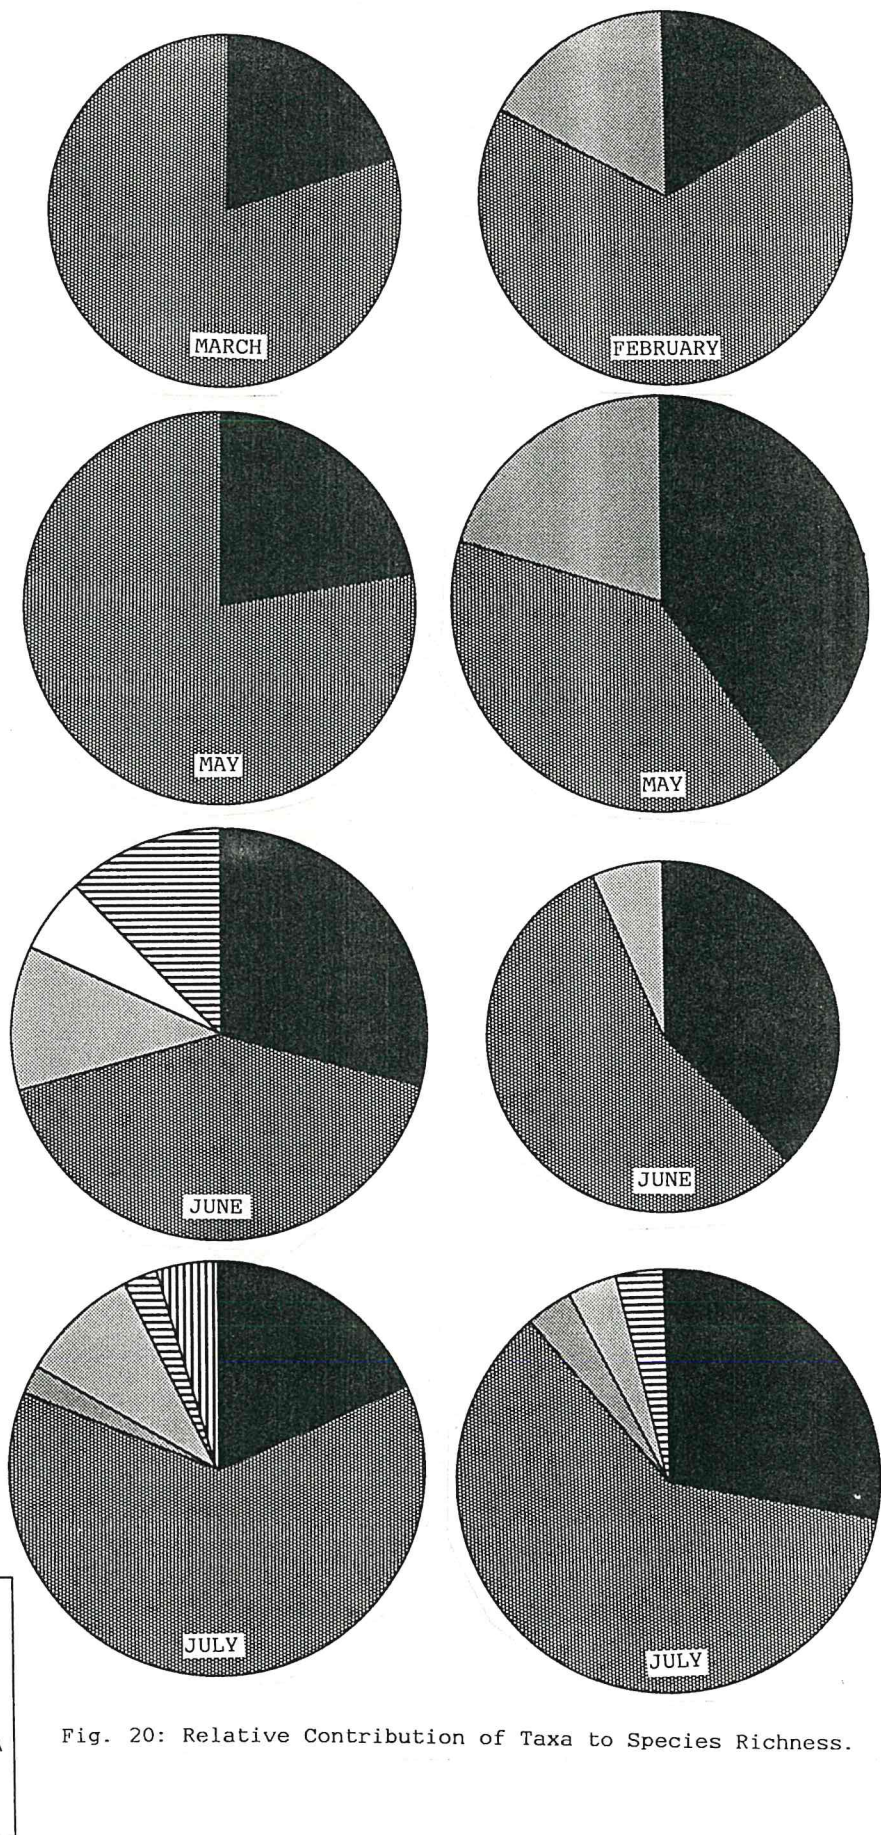 MARCH
FEBRUARY
MAY
MAY
JUNE
JUNE
JULY
JULY
Fig. 20: Relative Contribution of Taxa to Species Richness.